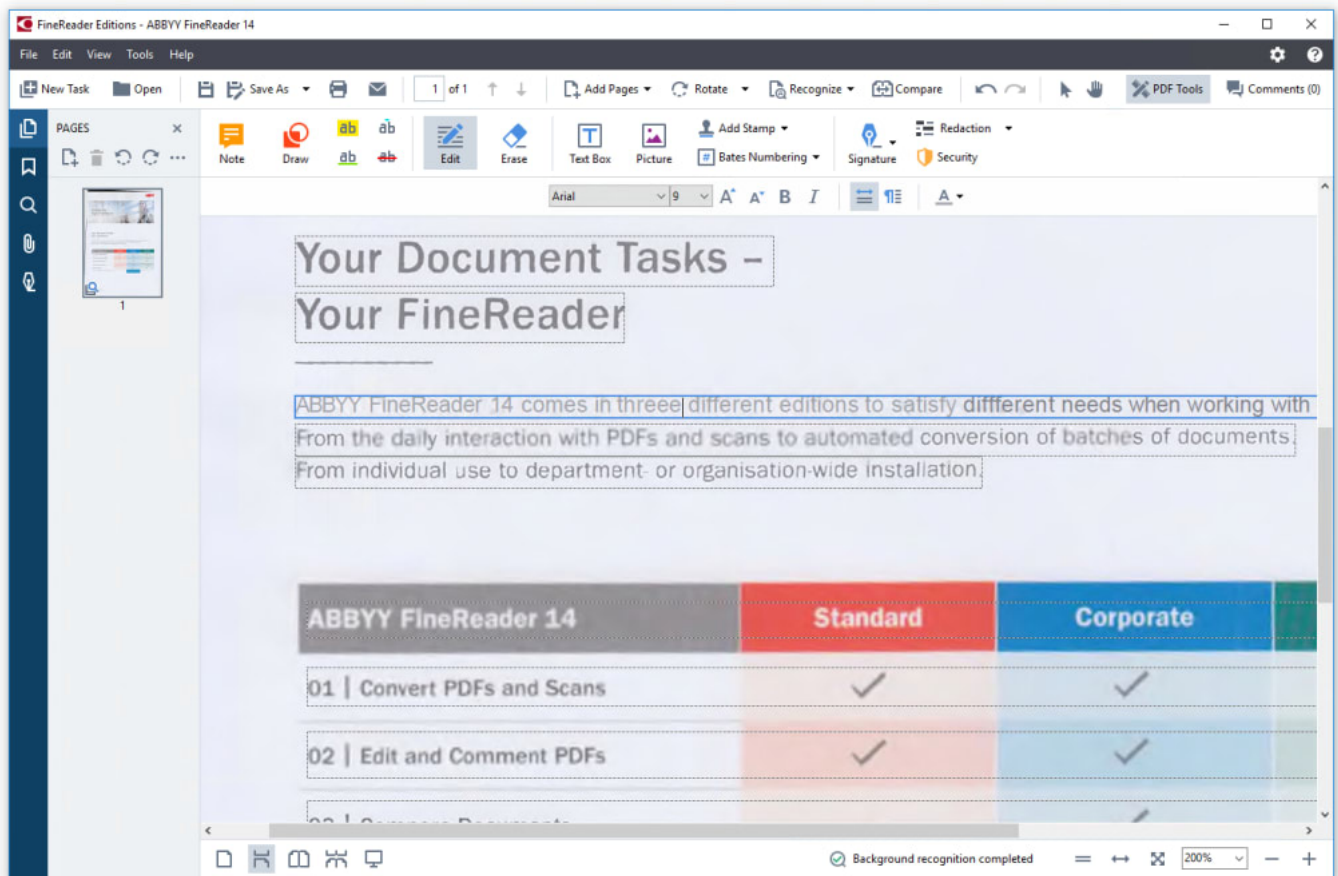 FineReader Editions - ABBYY FineReader 14
File Edit View Tools Help
New Task Open Save As 1 of 1 Add Pages Rotate Recognize Compare PDF Tools Comments (0)
PAGES
Note Draw ab ab ab ab Edit Erase Text Box Picture Add Stamp # Bates Numbering Signature Redaction Security
Arial 9 A A B I A
1
Your Document Tasks –
Your FineReader
ABBYY FineReader 14 comes in threee different editions to satisfy diffferent needs when working with
From the daily interaction with PDFs and scans to automated conversion of batches of documents.
From individual use to department- or organisation-wide installation.
ABBYY FineReader 14 Standard Corporate
01 | Convert PDFs and Scans
02 | Edit and Comment PDFs
Background recognition completed 200%